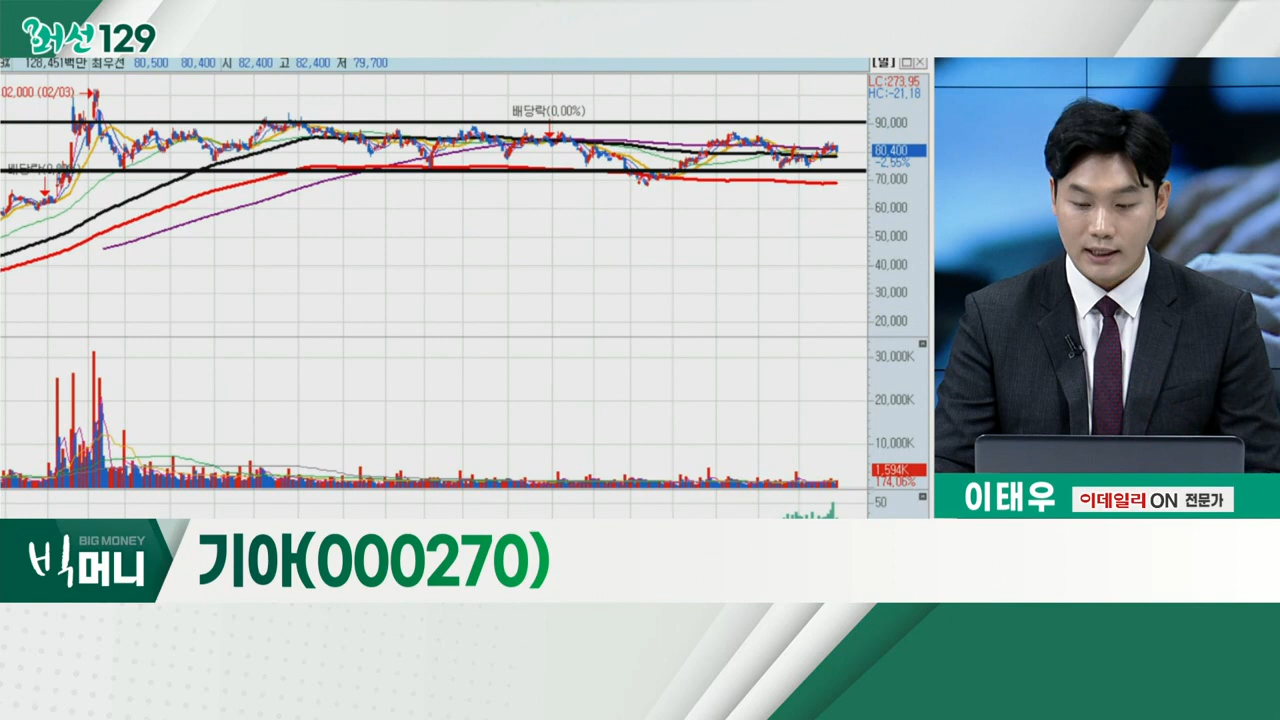 머선129
128,451백만 최우선 80,500 80,400 시 82,400 고 82,400 저 79,700
[일]
LC:273.95
02,000 (02/03)
HC:-21.18
배당락(0.00%)
90,000
80,400
-2.55%
70,000
60,000
50,000
40,000
30,000
20,000
30,000K
20,000K
10,000K
1,594K
174.06%
50
이태우 이데일리 ON 전문가
BIG MONEY
빅머니
기아(000270)